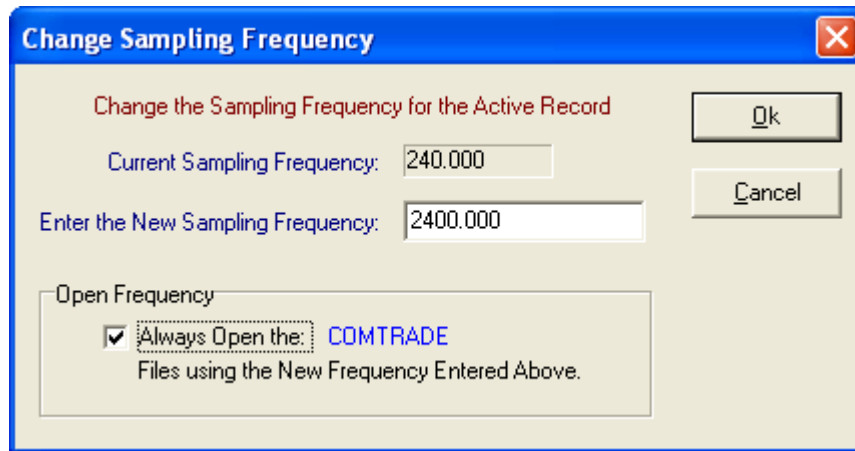 Change Sampling Frequency
Change the Sampling Frequency for the Active Record
Ok
Current Sampling Frequency: 240.000
Cancel
Enter the New Sampling Frequency: 2400.000
Open Frequency
Always Open the: COMTRADE
Files using the New Frequency Entered Above.